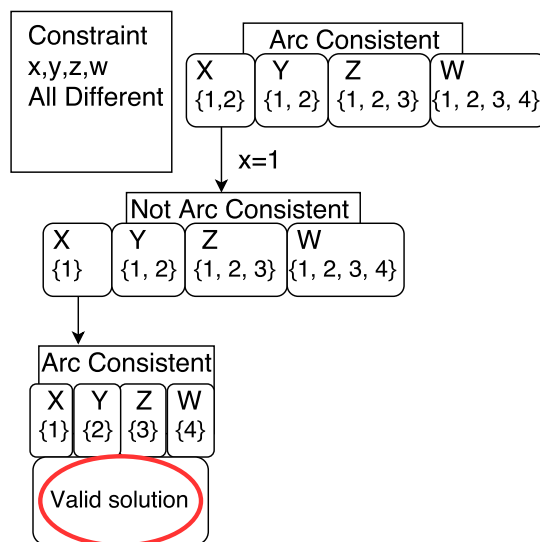 Constraint
x,y,z,w
All Different
Arc Consistent
X Y Z W
{1,2} {1, 2} {1, 2, 3} {1, 2, 3, 4}
x=1
Not Arc Consistent
X Y Z W
{1} {1, 2} {1, 2, 3} {1, 2, 3, 4}
Arc Consistent
X Y Z W
{1} {2} {3} {4}
Valid solution